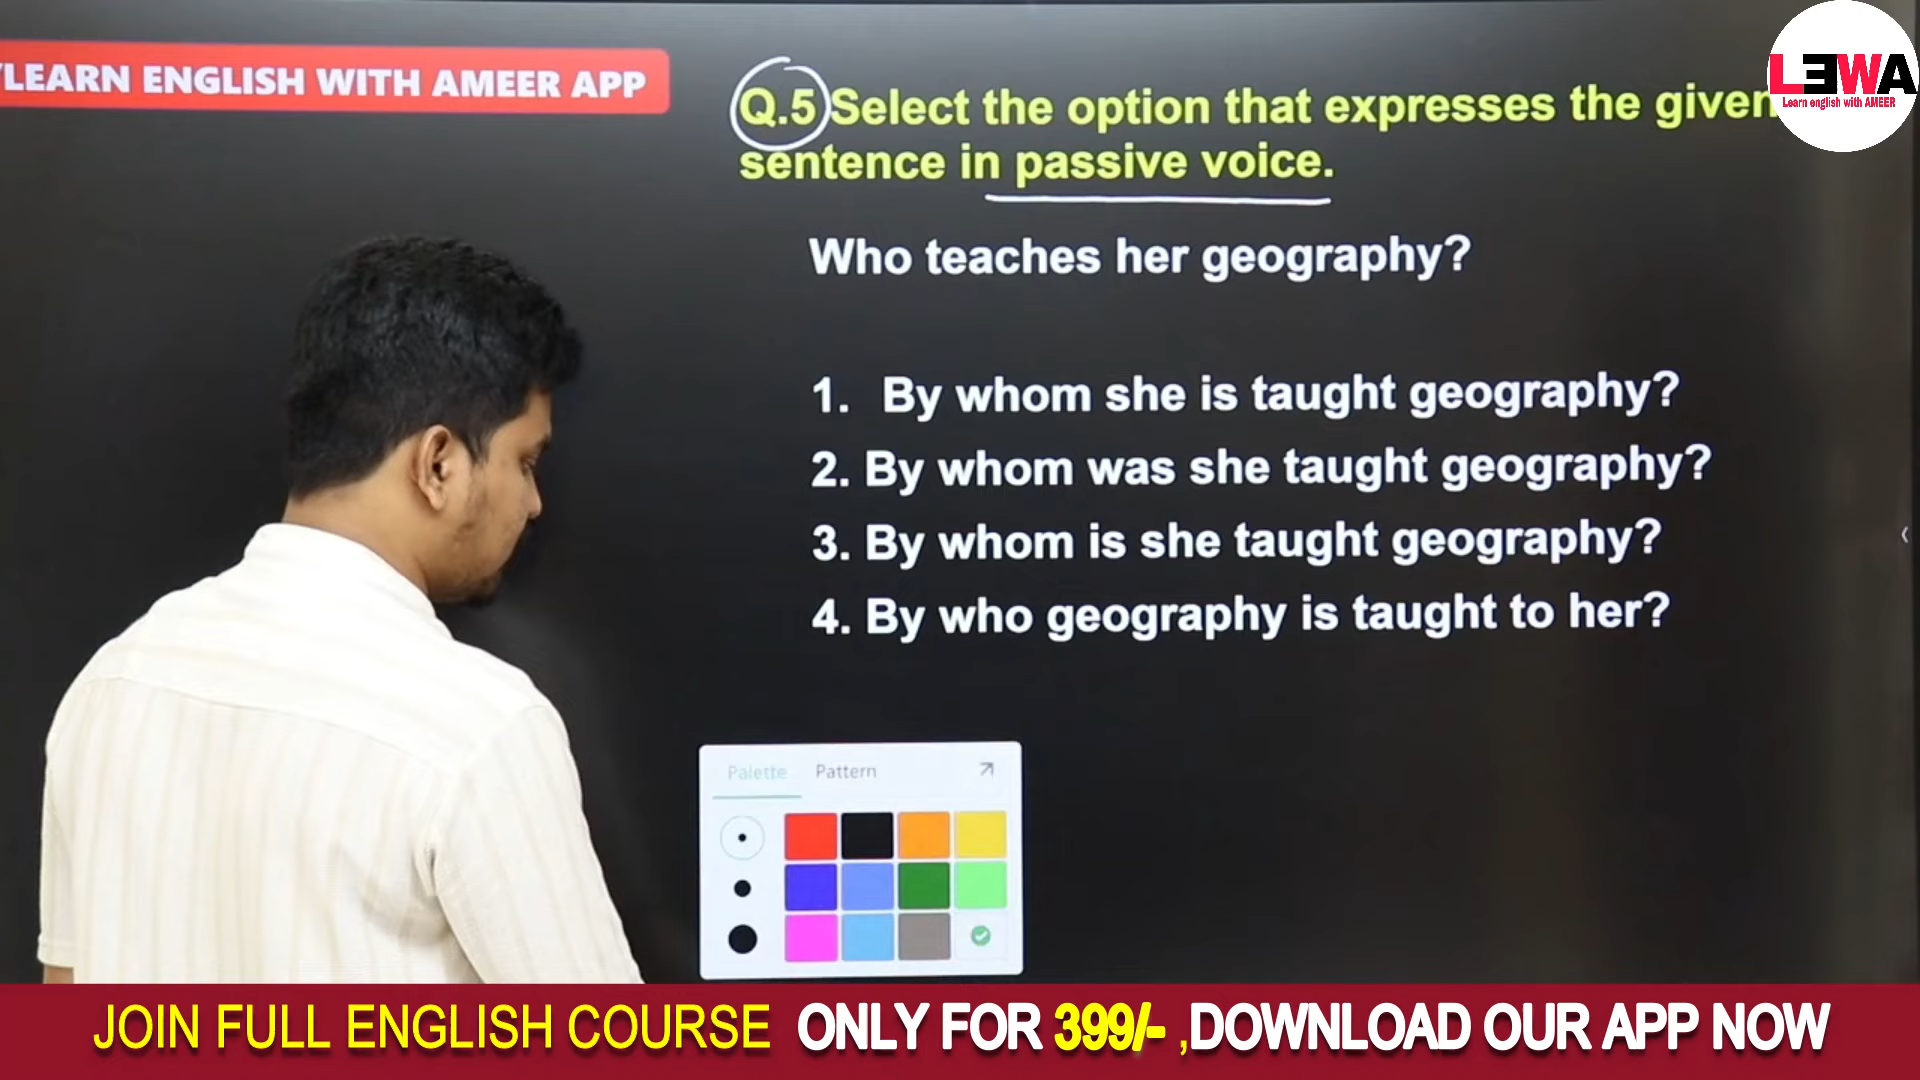 LEARN ENGLISH WITH AMEER APP
LEWA
Learn english with AMEER
Q.5 Select the option that expresses the given
sentence in passive voice.
Who teaches her geography?
1. By whom she is taught geography?
2. By whom was she taught geography?
3. By whom is she taught geography?
4. By who geography is taught to her?
Palette Pattern
JOIN FULL ENGLISH COURSE ONLY FOR 399/- ,DOWNLOAD OUR APP NOW